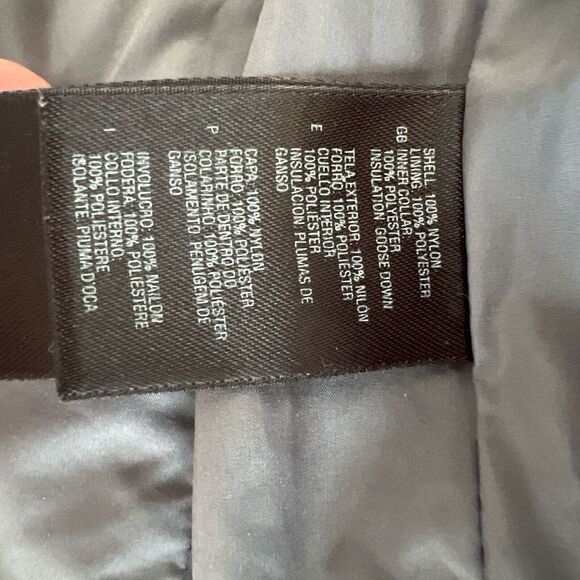 SHELL: 100% NYLON
LINING: 100% POLYESTER
GB INNER COLLAR:
100% POLYESTER
INSULATION: GOOSE DOWN
TELA EXTERIOR: 100% NILÓN
FORRO: 100% POLIESTER
E CUELLO INTERIOR:
100% POLIESTER
INSULACION: PLUMAS DE
GANSO
CAPA: 100% NYLON
FORRO: 100% POLIESTER
P PARTE DE DENTRO DO
COLARINHO: 100% POLIESTER
ISOLAMENTO: PENUGEM DE
GANSO
INVOLUCRO: 100% NAILON
FODERA: 100% POLIESTERE
I COLLO INTERNO:
100% POLIESTERE
ISOLANTE: PIUMA D'OCA